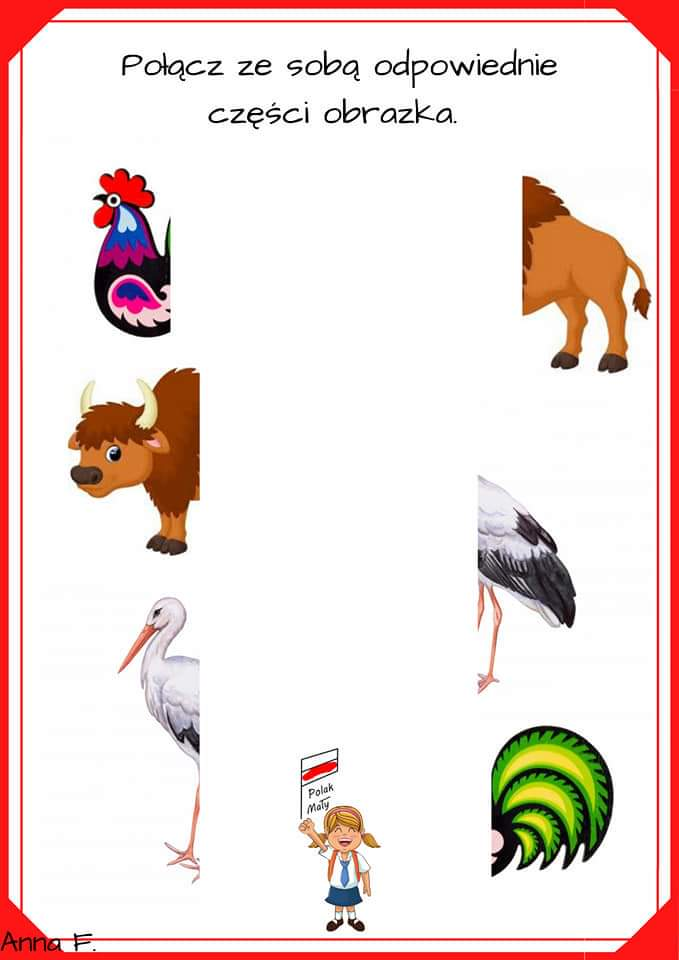 Połącz ze sobą odpowiednie
części obrazka.
Polak
Mały
Anna F.